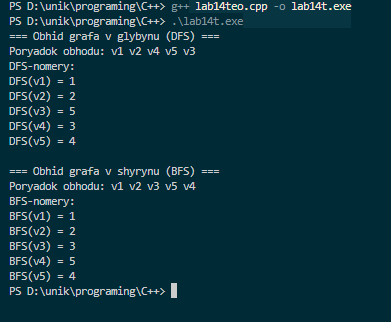 PS D:\unik\programing\C++> g++ lab14teo.cpp -o lab14t.exe
PS D:\unik\programing\C++> .\lab14t.exe
=== Obhid grafa v glybynu (DFS) ===
Poryadok obhodu: v1 v2 v4 v5 v3
DFS-nomery:
DFS(v1) = 1
DFS(v2) = 2
DFS(v3) = 5
DFS(v4) = 3
DFS(v5) = 4

=== Obhid grafa v shyrynu (BFS) ===
Poryadok obhodu: v1 v2 v3 v5 v4
BFS-nomery:
BFS(v1) = 1
BFS(v2) = 2
BFS(v3) = 3
BFS(v4) = 5
BFS(v5) = 4
PS D:\unik\programing\C++>